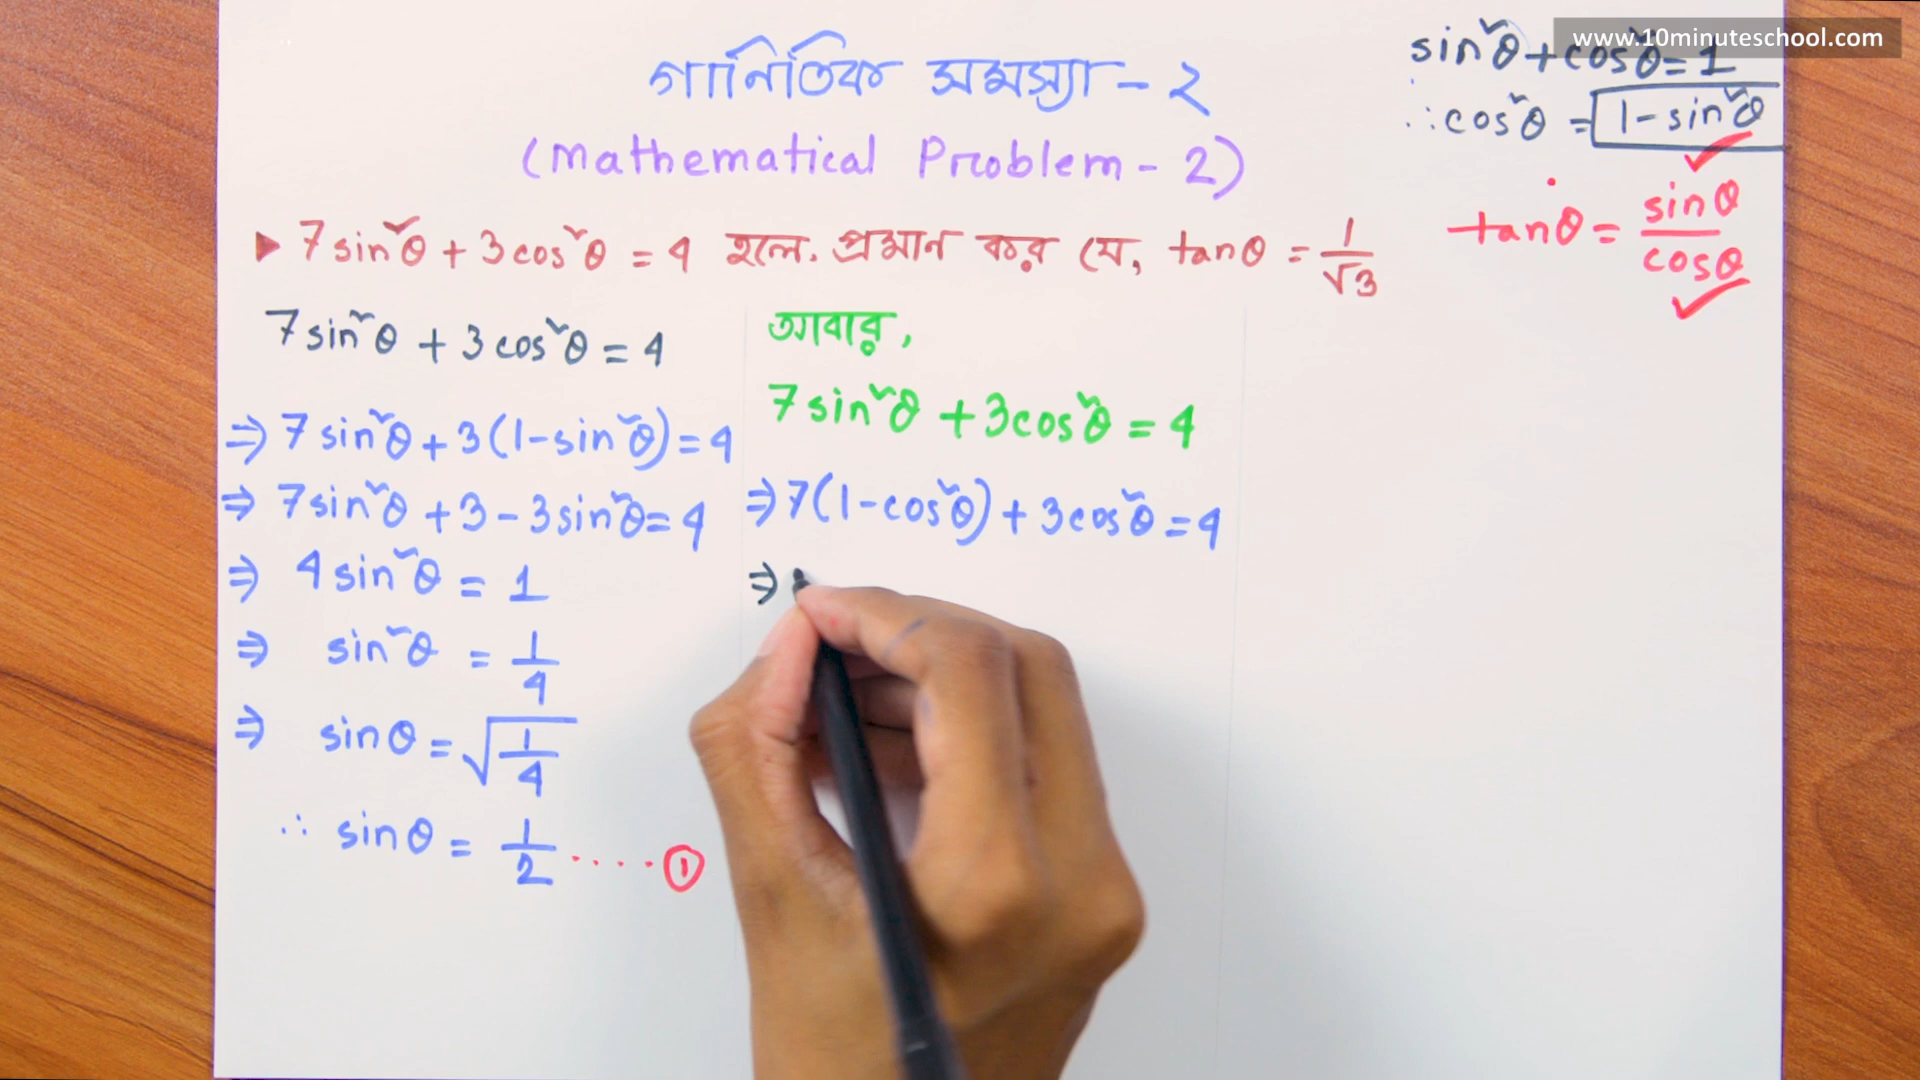 www.10minuteschool.com
গানিতিক সমস্যা - ২
(Mathematical Problem - 2)
sin²θ + cos²θ = 1
∴ cos²θ = 1 - sin²θ
tanθ = sinθ/cosθ
▶ 7sin²θ + 3cos²θ = 4 হলে. প্রমান কর যে, tanθ = 1/√3
7sin²θ + 3cos²θ = 4
⇒ 7sin²θ + 3(1-sin²θ) = 4
⇒ 7sin²θ + 3 - 3sin²θ = 4
⇒ 4sin²θ = 1
⇒ sin²θ = 1/4
⇒ sinθ = √(1/4)
∴ sinθ = 1/2 ....①
আবার,
7sin²θ + 3cos²θ = 4
⇒ 7(1-cos²θ) + 3cos²θ = 4
⇒